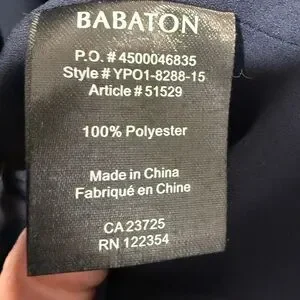 BABATON
P.O. # 4500046835
Style # YPO1-8288-15
Article # 51529
100% Polyester
Made in China
Fabriqué en Chine
CA 23725
RN 122354